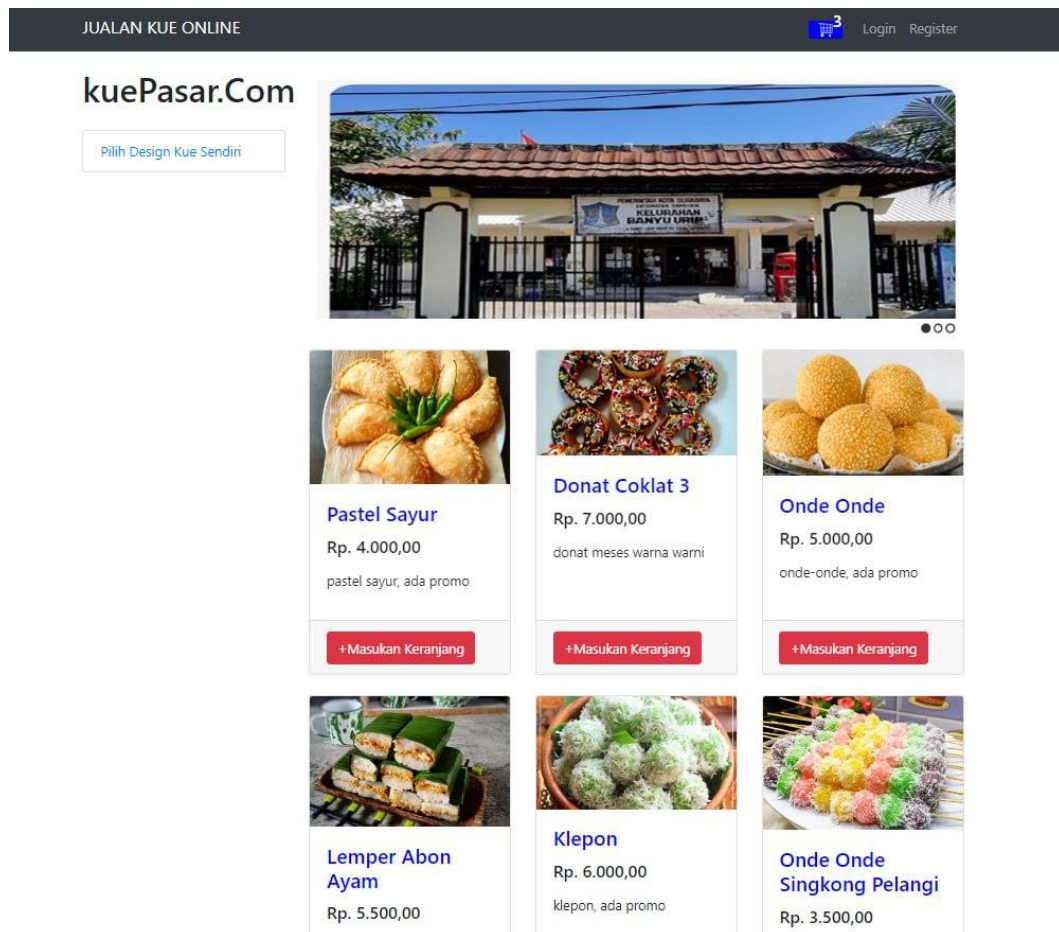 JUALAN KUE ONLINE
3
Login Register
kuePasar.Com
Pilih Design Kue Sendiri
PEMERINTAH KOTA SURABAYA
KELURAHAN
BANYU URIP
Pastel Sayur
Rp. 4.000,00
pastel sayur, ada promo
+Masukan Keranjang
Donat Coklat 3
Rp. 7.000,00
donat meses warna warni
+Masukan Keranjang
Onde Onde
Rp. 5.000,00
onde-onde, ada promo
+Masukan Keranjang
Lemper Abon
Ayam
Rp. 5.500,00
Klepon
Rp. 6.000,00
klepon, ada promo
Onde Onde
Singkong Pelangi
Rp. 3.500,00